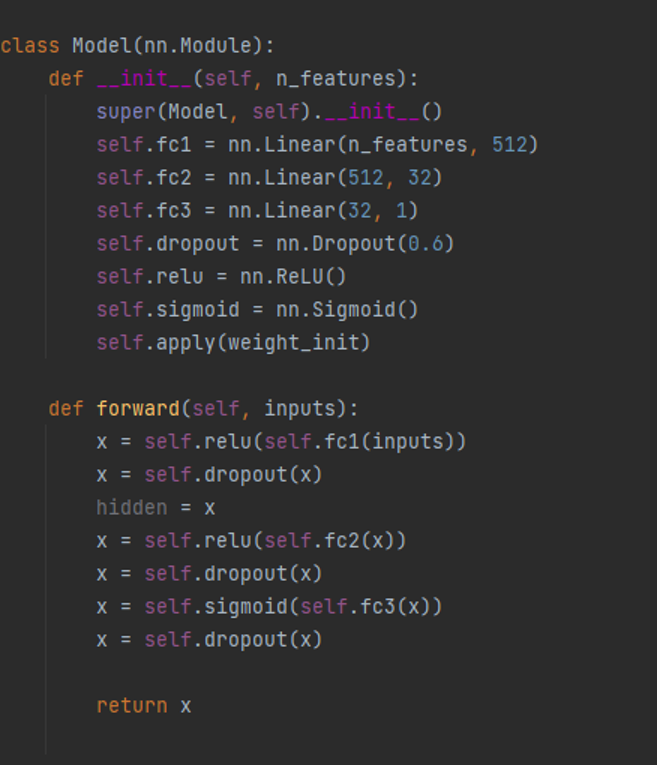 class Model(nn.Module):
    def __init__(self, n_features):
        super(Model, self).__init__()
        self.fc1 = nn.Linear(n_features, 512)
        self.fc2 = nn.Linear(512, 32)
        self.fc3 = nn.Linear(32, 1)
        self.dropout = nn.Dropout(0.6)
        self.relu = nn.ReLU()
        self.sigmoid = nn.Sigmoid()
        self.apply(weight_init)

    def forward(self, inputs):
        x = self.relu(self.fc1(inputs))
        x = self.dropout(x)
        hidden = x
        x = self.relu(self.fc2(x))
        x = self.dropout(x)
        x = self.sigmoid(self.fc3(x))
        x = self.dropout(x)

        return x